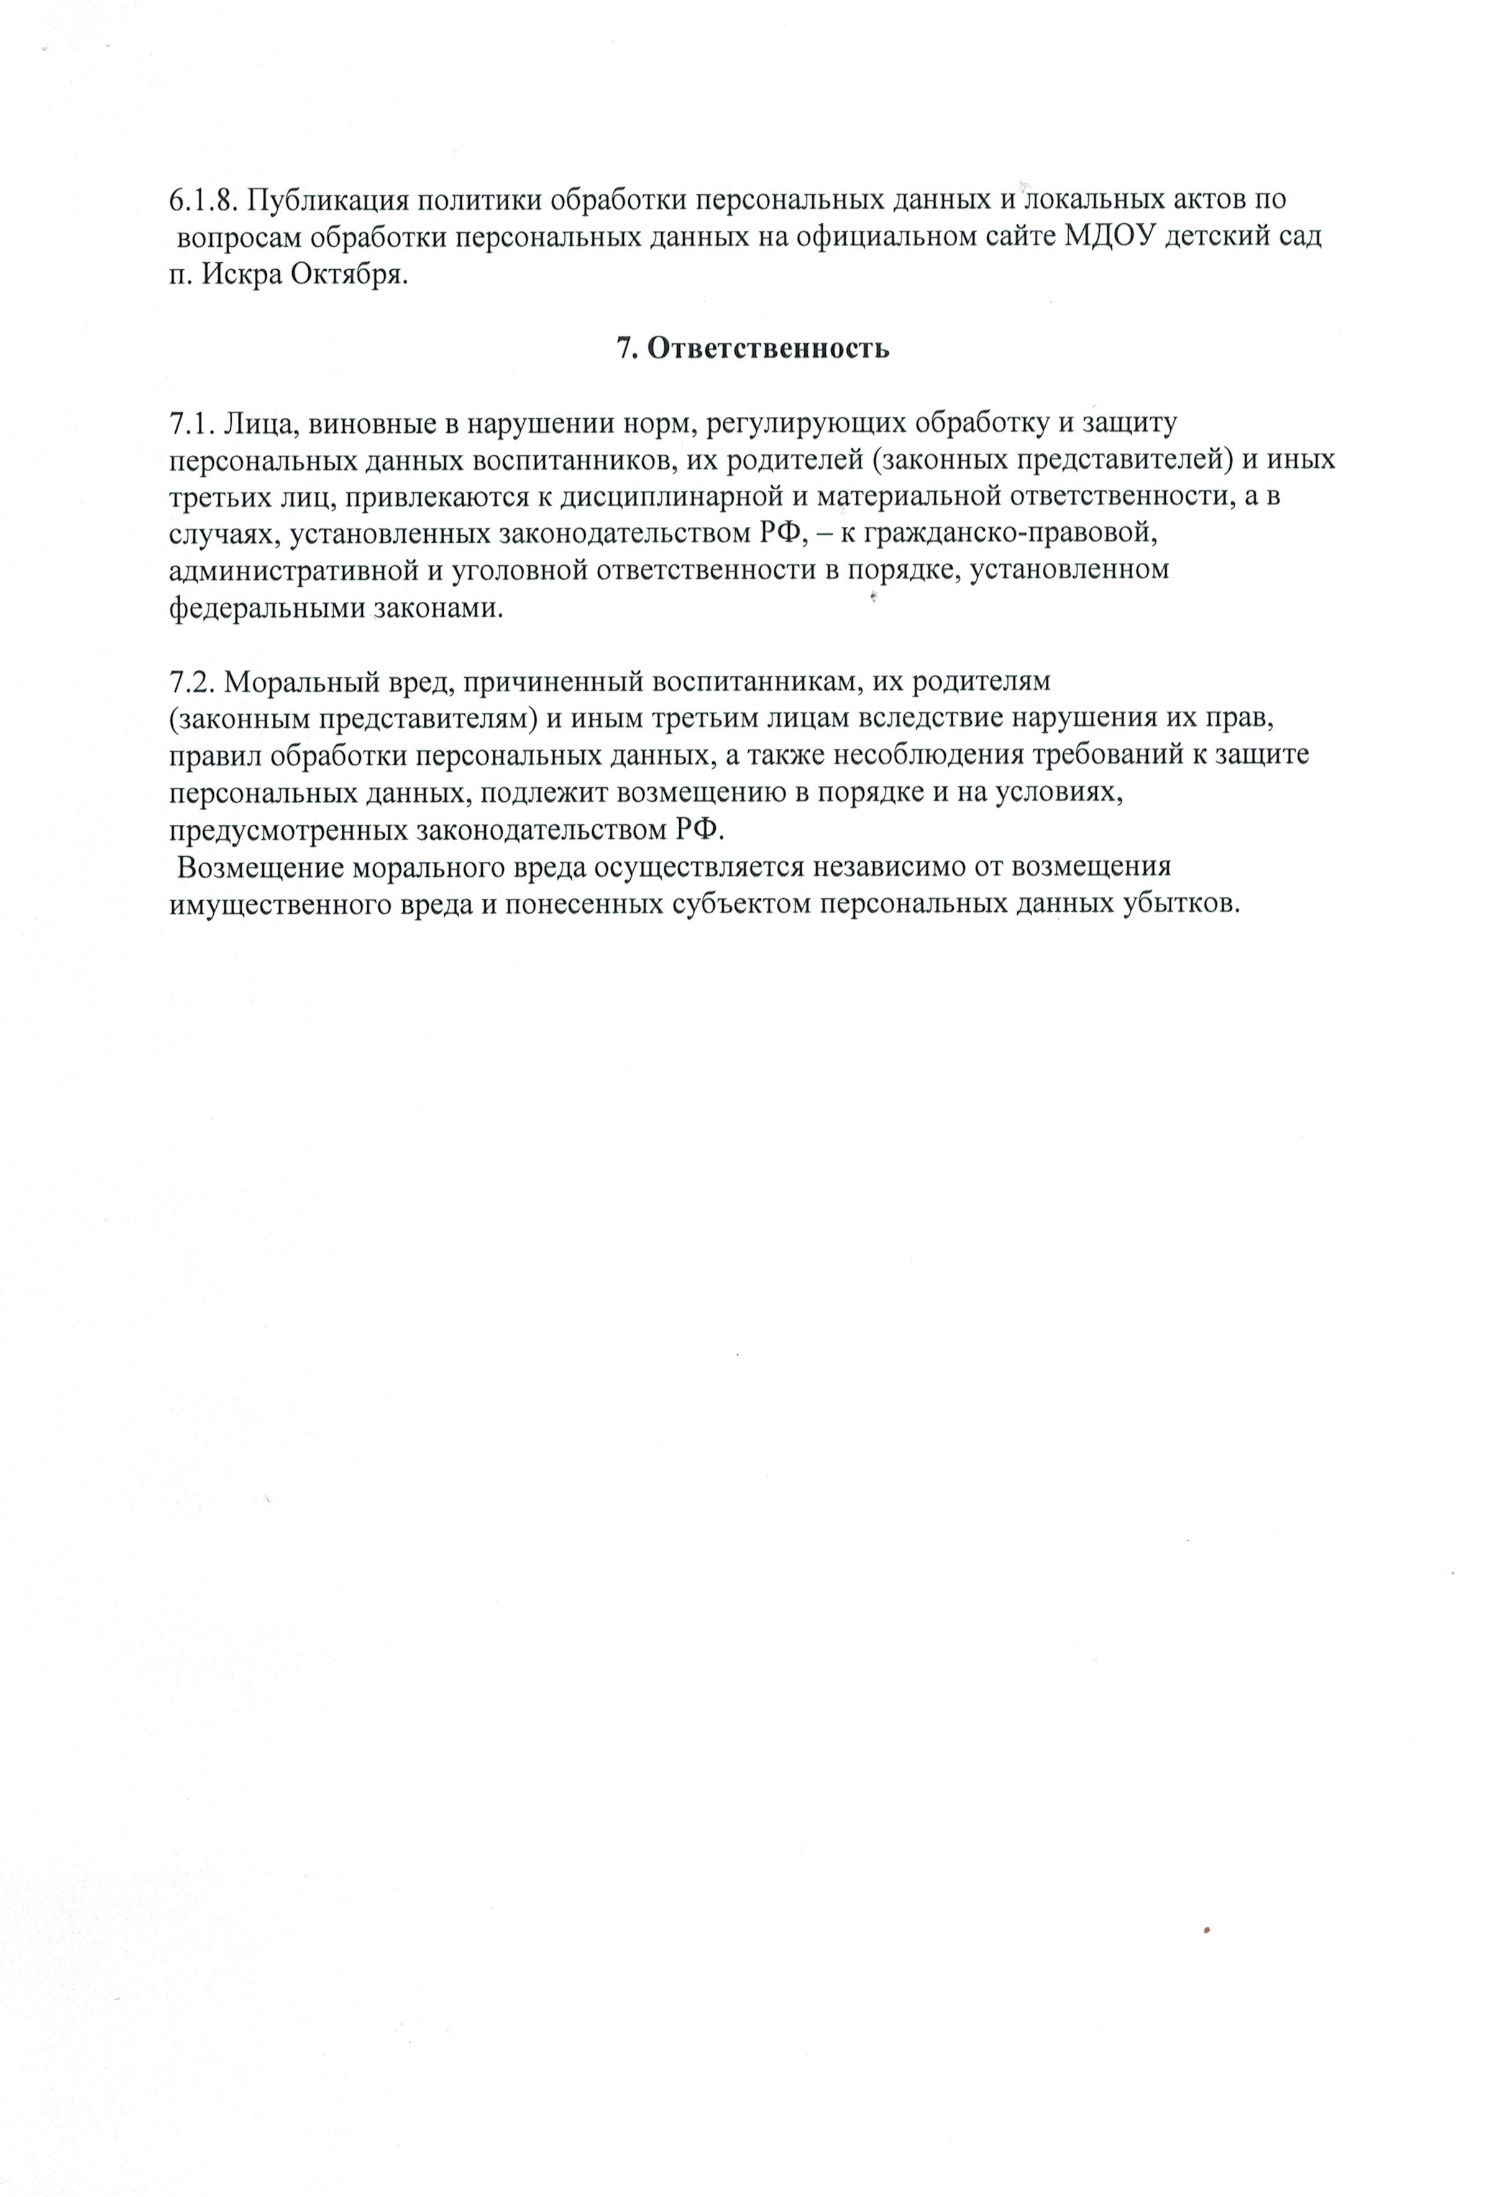 6.1.8. Публикация политики обработки персональных данных и локальных актов по
вопросам обработки персональных данных на официальном сайте МДОУ детский сад
п. Искра Октября.
7. Ответственность
7.1. Лица, виновные в нарушении норм, регулирующих обработку и защиту
персональных данных воспитанников, их родителей (законных представителей) и иных
третьих лиц, привлекаются к дисциплинарной и материальной ответственности, а в
случаях, установленных законодательством РФ, – к гражданско-правовой,
административной и уголовной ответственности в порядке, установленном
федеральными законами.
7.2. Моральный вред, причиненный воспитанникам, их родителям
(законным представителям) и иным третьим лицам вследствие нарушения их прав,
правил обработки персональных данных, а также несоблюдения требований к защите
персональных данных, подлежит возмещению в порядке и на условиях,
предусмотренных законодательством РФ.
Возмещение морального вреда осуществляется независимо от возмещения
имущественного вреда и понесенных субъектом персональных данных убытков.